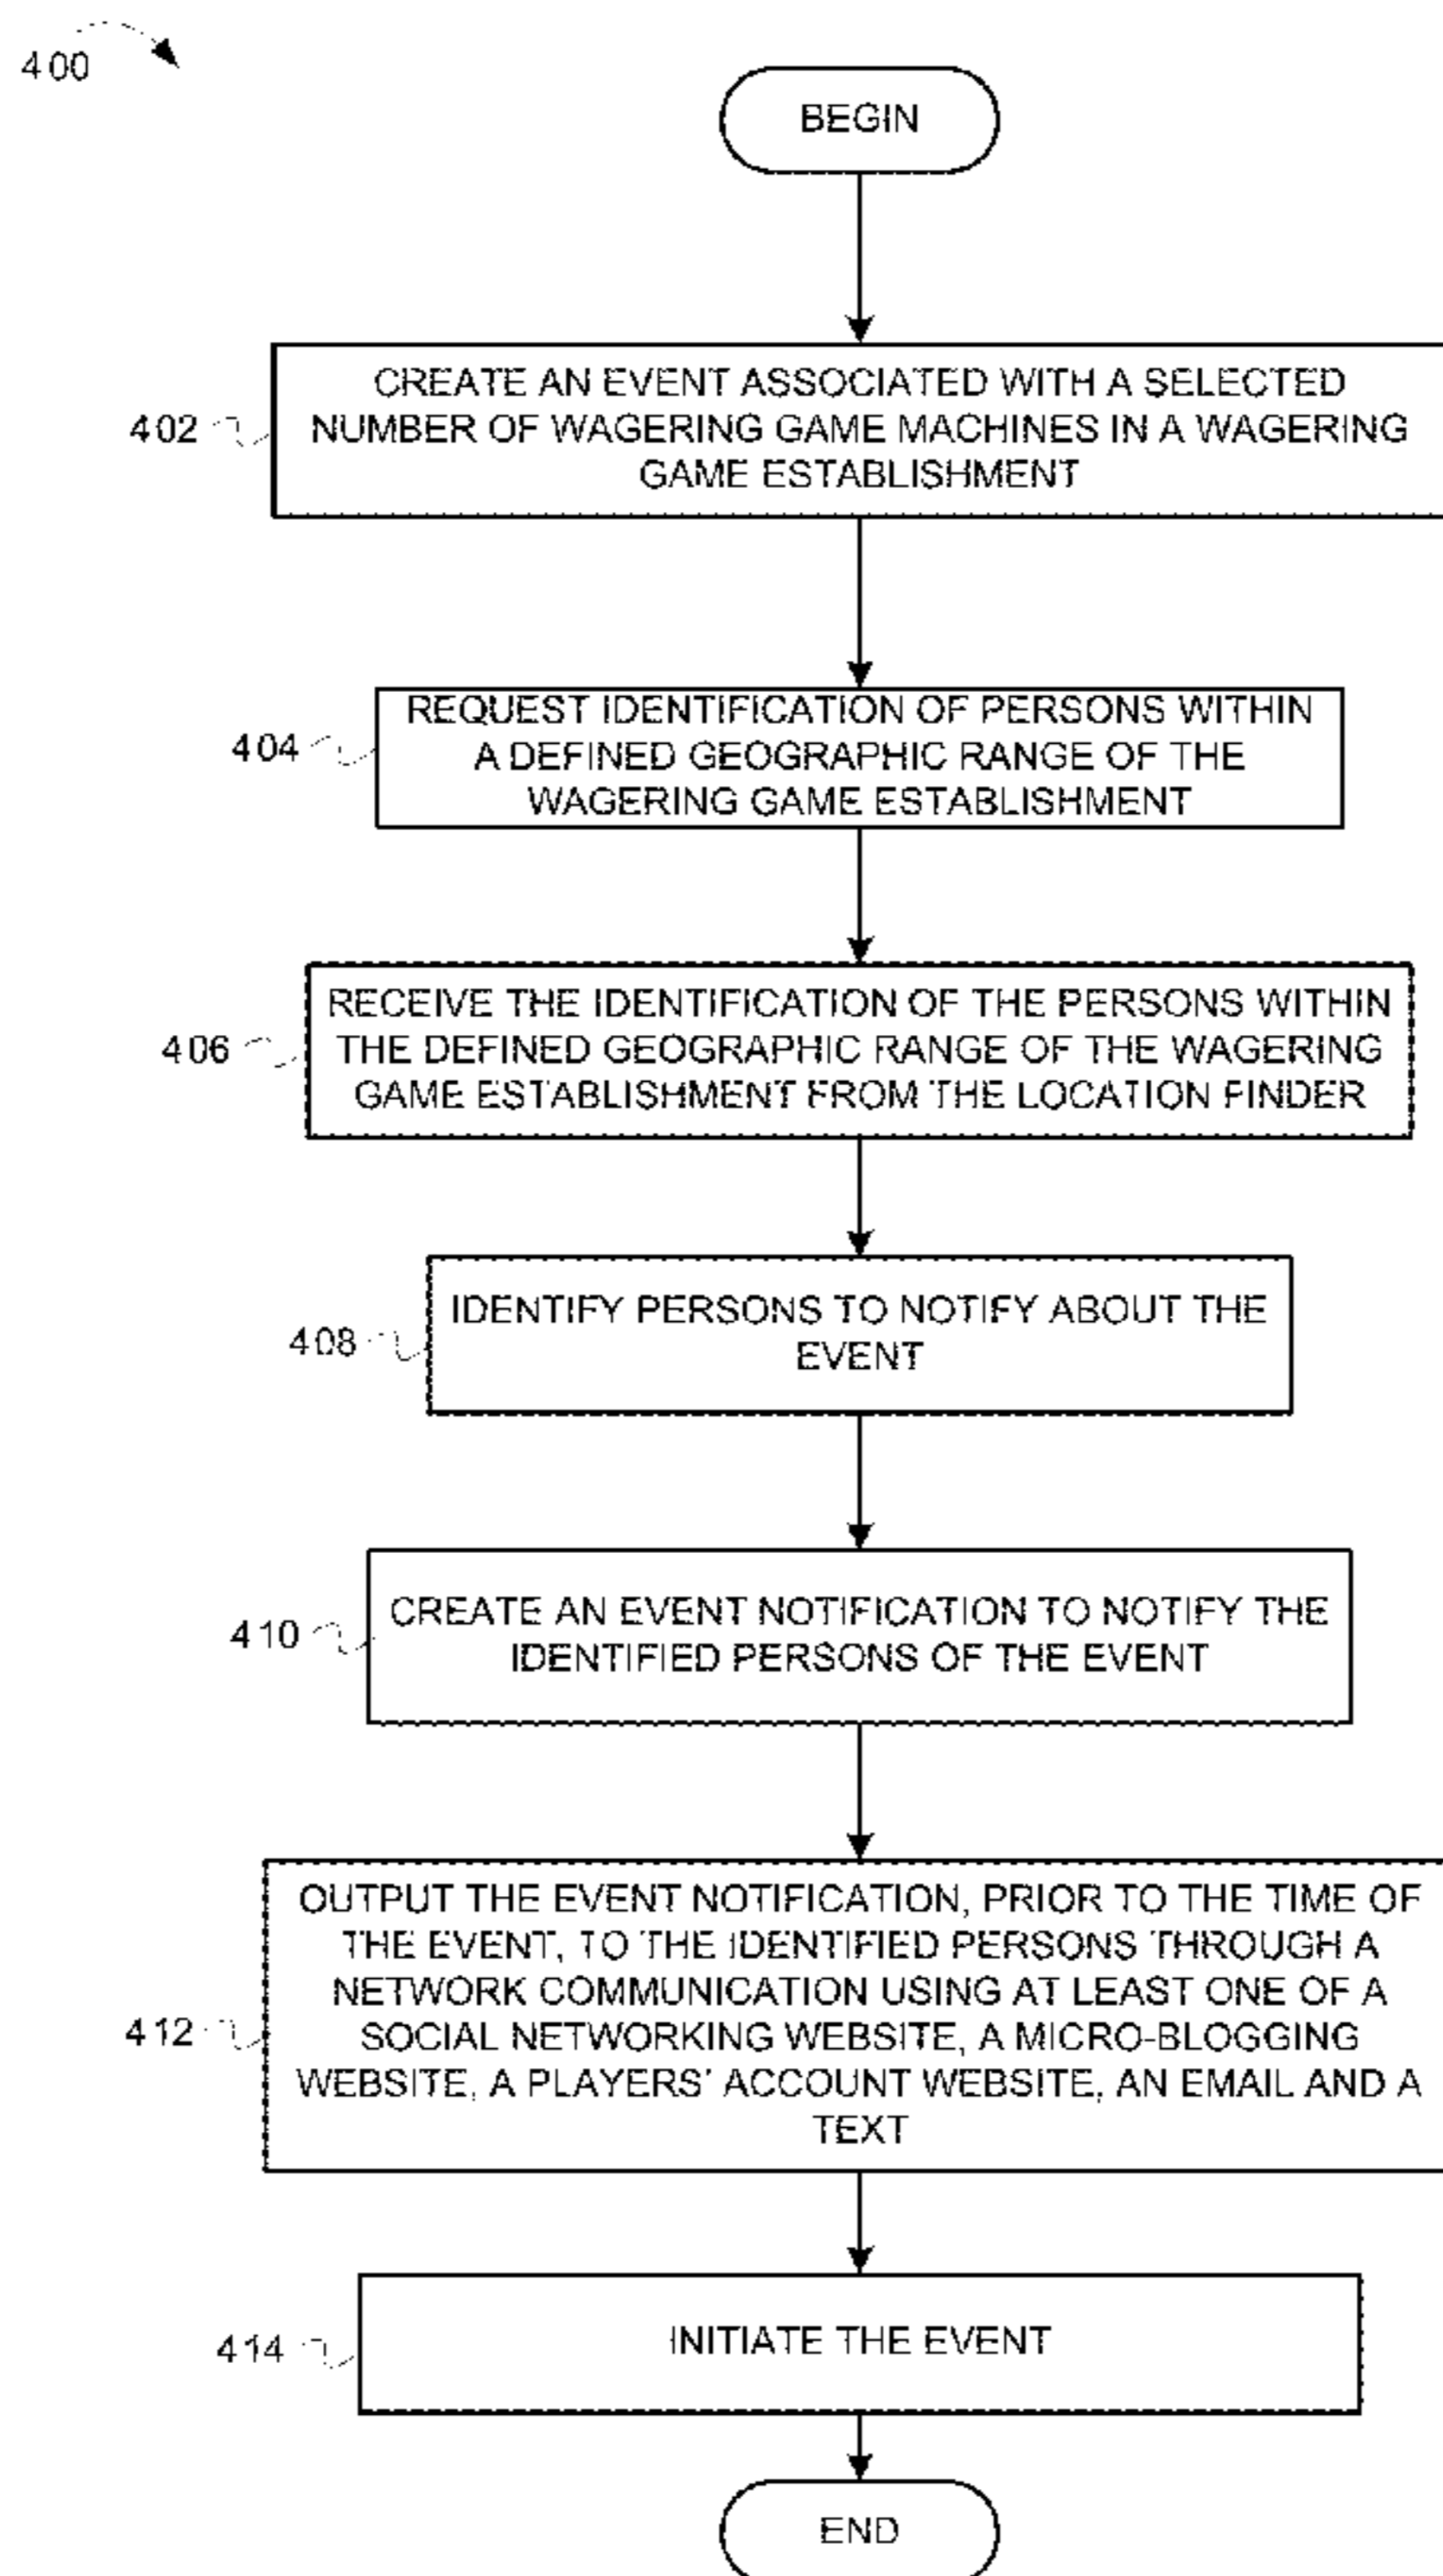 400
BEGIN
402
CREATE AN EVENT ASSOCIATED WITH A SELECTED
NUMBER OF WAGERING GAME MACHINES IN A WAGERING
GAME ESTABLISHMENT
404
REQUEST IDENTIFICATION OF PERSONS WITHIN
A DEFINED GEOGRAPHIC RANGE OF THE
WAGERING GAME ESTABLISHMENT
406
RECEIVE THE IDENTIFICATION OF THE PERSONS WITHIN
THE DEFINED GEOGRAPHIC RANGE OF THE WAGERING
GAME ESTABLISHMENT FROM THE LOCATION FINDER
408
IDENTIFY PERSONS TO NOTIFY ABOUT THE
EVENT
410
CREATE AN EVENT NOTIFICATION TO NOTIFY THE
IDENTIFIED PERSONS OF THE EVENT
412
OUTPUT THE EVENT NOTIFICATION, PRIOR TO THE TIME OF
THE EVENT, TO THE IDENTIFIED PERSONS THROUGH A
NETWORK COMMUNICATION USING AT LEAST ONE OF A
SOCIAL NETWORKING WEBSITE, A MICRO-BLOGGING
WEBSITE, A PLAYERS' ACCOUNT WEBSITE, AN EMAIL AND A
TEXT
414
INITIATE THE EVENT
END